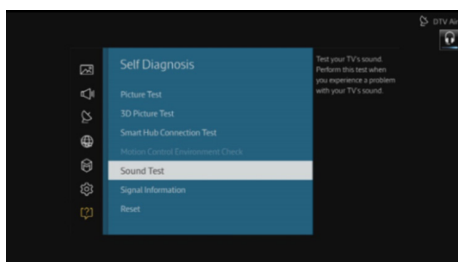 DTV Air
Self Diagnosis
Picture Test
3D Picture Test
Smart Hub Connection Test
Motion Control Environment Check
Sound Test
Signal Information
Reset
Test your TV's sound.
Perform this test when
you experience a problem
with your TV's sound.